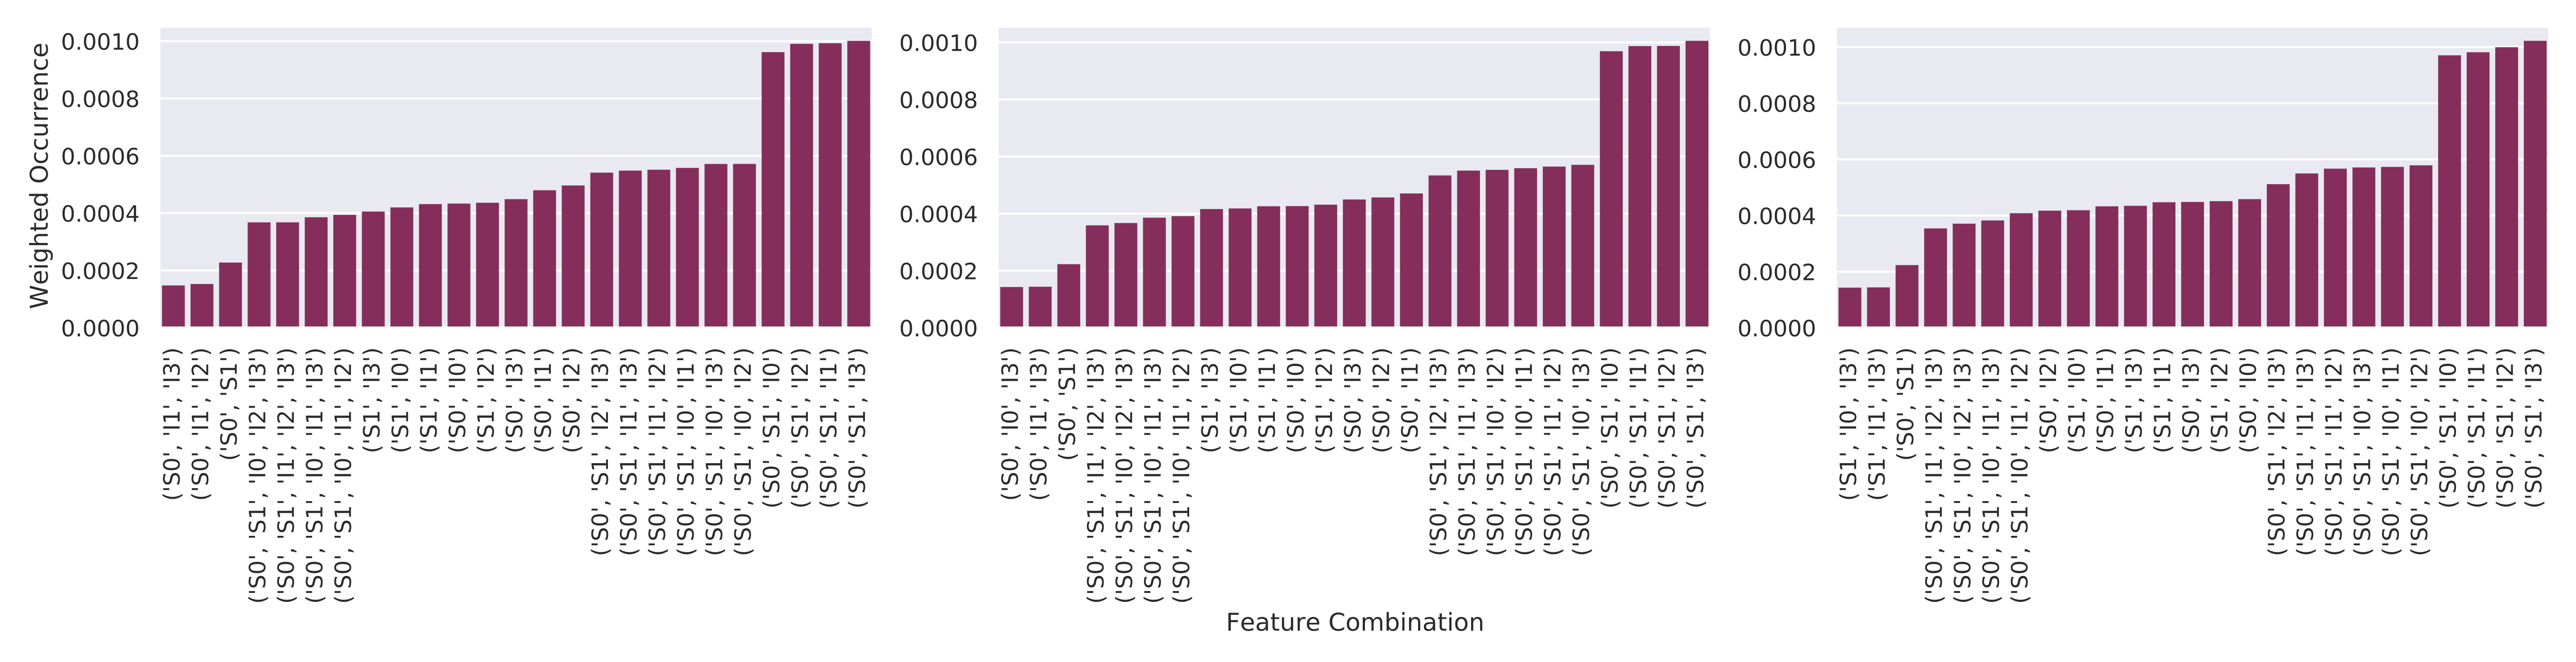 Weighted Occurrence
0.0010
0.0008
0.0006
0.0004
0.0002
0.0000
('S0', 'I1', 'I3')
('S0', 'I1', 'I2')
('S0', 'S1')
('S0', 'S1', 'I0', 'I2', 'I3')
('S0', 'S1', 'I1', 'I2', 'I3')
('S0', 'S1', 'I0', 'I1', 'I3')
('S0', 'S1', 'I0', 'I1', 'I2')
('S1', 'I3')
('S1', 'I0')
('S1', 'I1')
('S0', 'I0')
('S1', 'I2')
('S0', 'I3')
('S0', 'I1')
('S0', 'I2')
('S0', 'S1', 'I2', 'I3')
('S0', 'S1', 'I1', 'I3')
('S0', 'S1', 'I1', 'I2')
('S0', 'S1', 'I0', 'I1')
('S0', 'S1', 'I0', 'I3')
('S0', 'S1', 'I0', 'I2')
('S0', 'S1', 'I0')
('S0', 'S1', 'I2')
('S0', 'S1', 'I1')
('S0', 'S1', 'I3')
0.0010
0.0008
0.0006
0.0004
0.0002
0.0000
('S0', 'I0', 'I3')
('S0', 'I1', 'I3')
('S0', 'S1')
('S0', 'S1', 'I1', 'I2', 'I3')
('S0', 'S1', 'I0', 'I2', 'I3')
('S0', 'S1', 'I0', 'I1', 'I3')
('S0', 'S1', 'I0', 'I1', 'I2')
('S1', 'I3')
('S1', 'I0')
('S1', 'I1')
('S0', 'I0')
('S1', 'I2')
('S0', 'I3')
('S0', 'I2')
('S0', 'I1')
('S0', 'S1', 'I2', 'I3')
('S0', 'S1', 'I1', 'I3')
('S0', 'S1', 'I0', 'I2')
('S0', 'S1', 'I0', 'I1')
('S0', 'S1', 'I1', 'I2')
('S0', 'S1', 'I0', 'I3')
('S0', 'S1', 'I0')
('S0', 'S1', 'I1')
('S0', 'S1', 'I2')
('S0', 'S1', 'I3')
0.0010
0.0008
0.0006
0.0004
0.0002
0.0000
('S1', 'I0', 'I3')
('S1', 'I1', 'I3')
('S0', 'S1')
('S0', 'S1', 'I1', 'I2', 'I3')
('S0', 'S1', 'I0', 'I2', 'I3')
('S0', 'S1', 'I0', 'I1', 'I3')
('S0', 'S1', 'I0', 'I1', 'I2')
('S0', 'I2')
('S1', 'I0')
('S0', 'I1')
('S1', 'I3')
('S1', 'I1')
('S0', 'I3')
('S1', 'I2')
('S0', 'I0')
('S0', 'S1', 'I2', 'I3')
('S0', 'S1', 'I1', 'I3')
('S0', 'S1', 'I1', 'I2')
('S0', 'S1', 'I0', 'I3')
('S0', 'S1', 'I0', 'I1')
('S0', 'S1', 'I0', 'I2')
('S0', 'S1', 'I0')
('S0', 'S1', 'I1')
('S0', 'S1', 'I2')
('S0', 'S1', 'I3')
Feature Combination